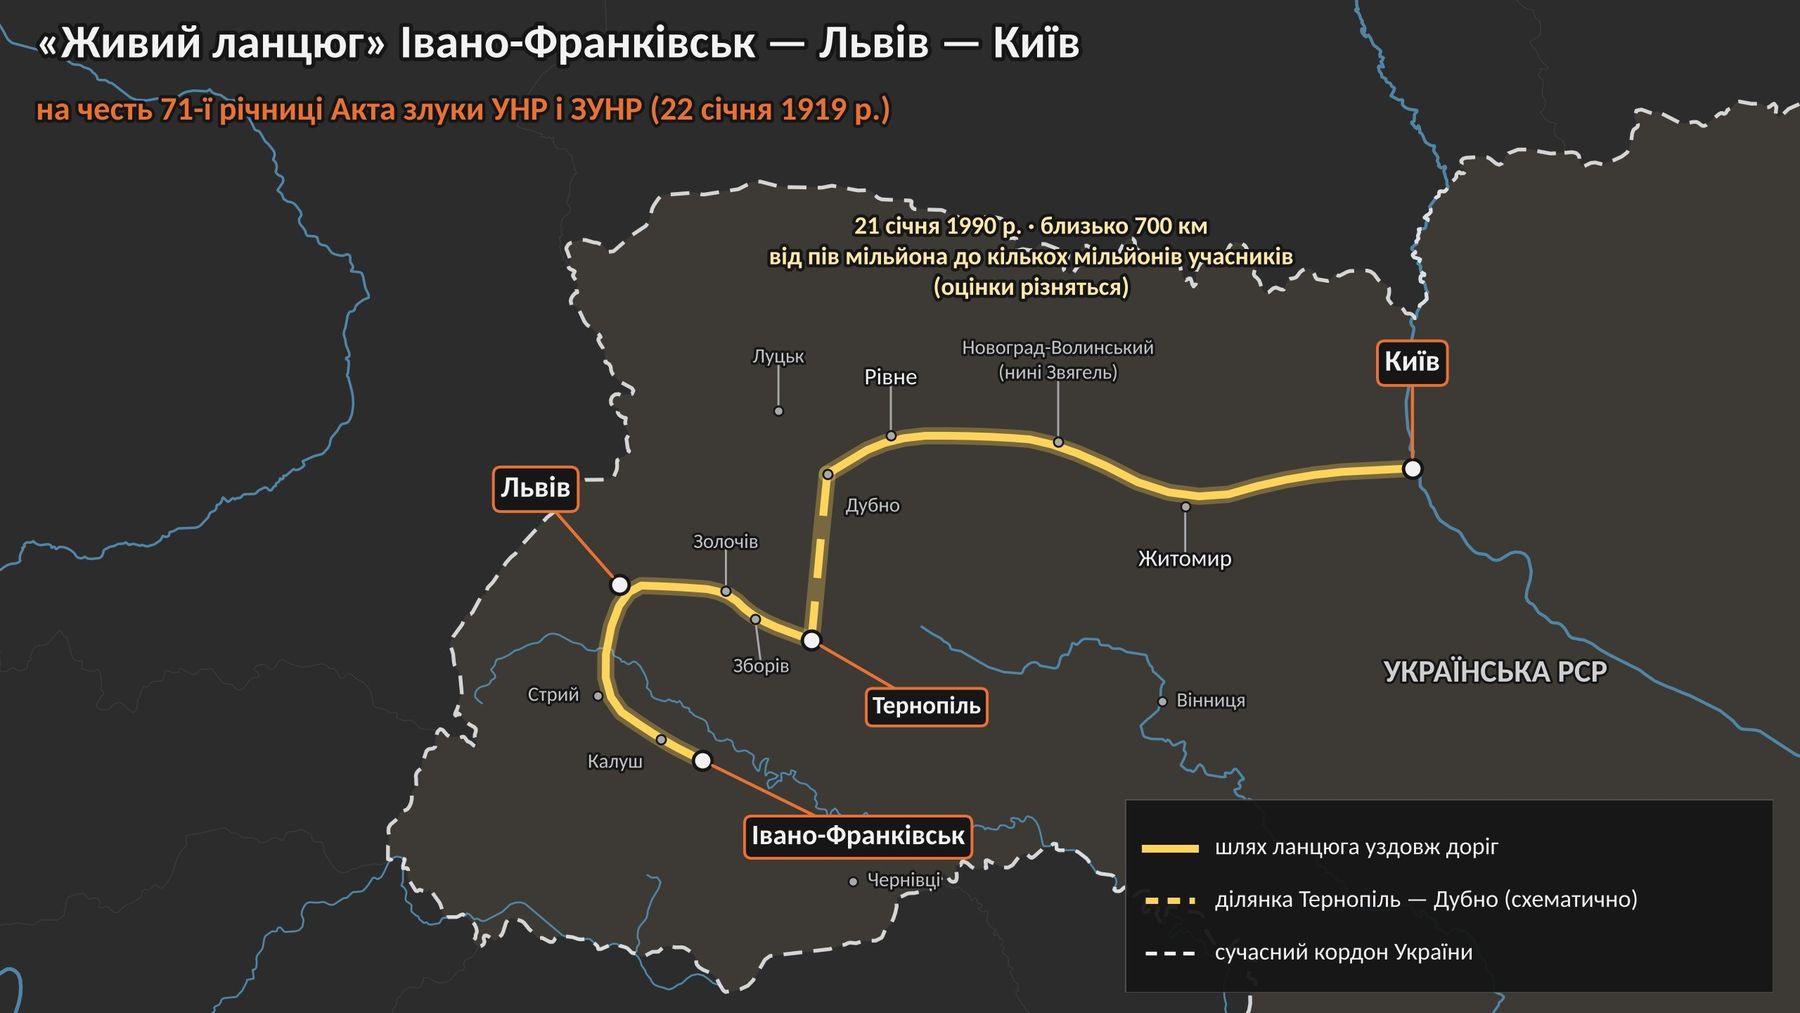 «Живий ланцюг» Івано-Франківськ — Львів — Київ
на честь 71-ї річниці Акта злуки УНР і ЗУНР (22 січня 1919 р.)
21 січня 1990 р. · близько 700 км
від пів мільйона до кількох мільйонів учасників
(оцінки різняться)
Луцьк
Рівне
Новоград-Волинський
(нині Звягель)
Київ
Львів
Дубно
Золочів
Житомир
Зборів
Стрий
Тернопіль
Вінниця
УКРАЇНСЬКА РСР
Калуш
Івано-Франківськ
Чернівці
шлях ланцюга уздовж доріг
ділянка Тернопіль — Дубно (схематично)
сучасний кордон України